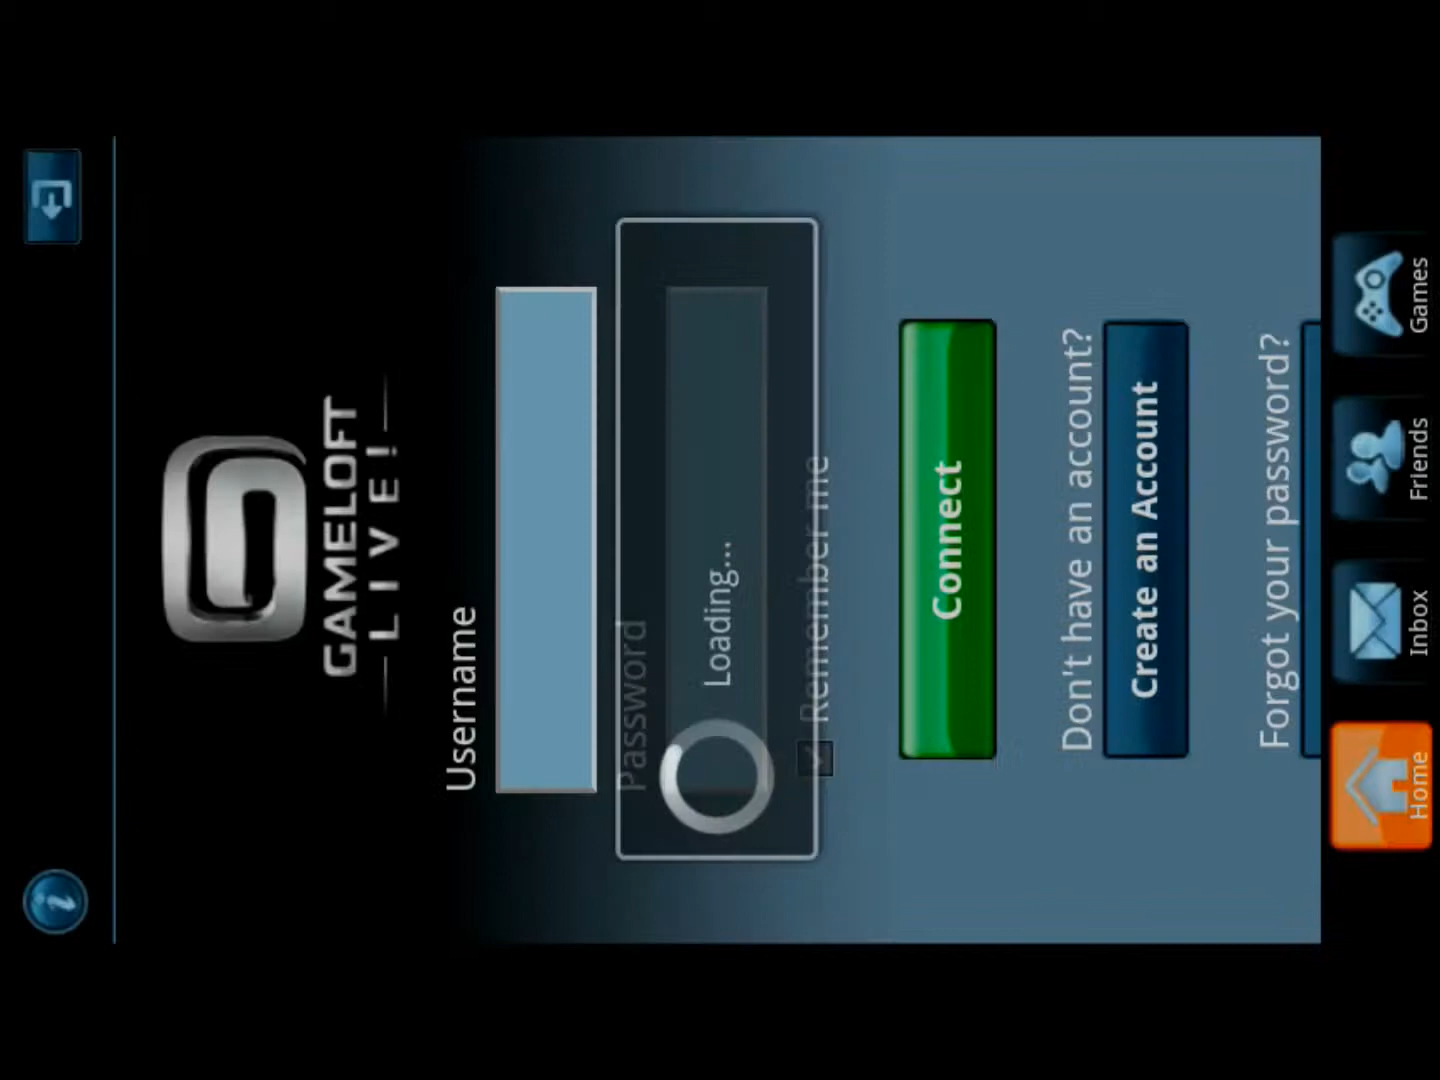 GAMELOFT
LIVE!
Username
Password
Loading...
Remember me
Connect
Don't have an account?
Create an Account
Forgot your password?
Home
Inbox
Friends
Games